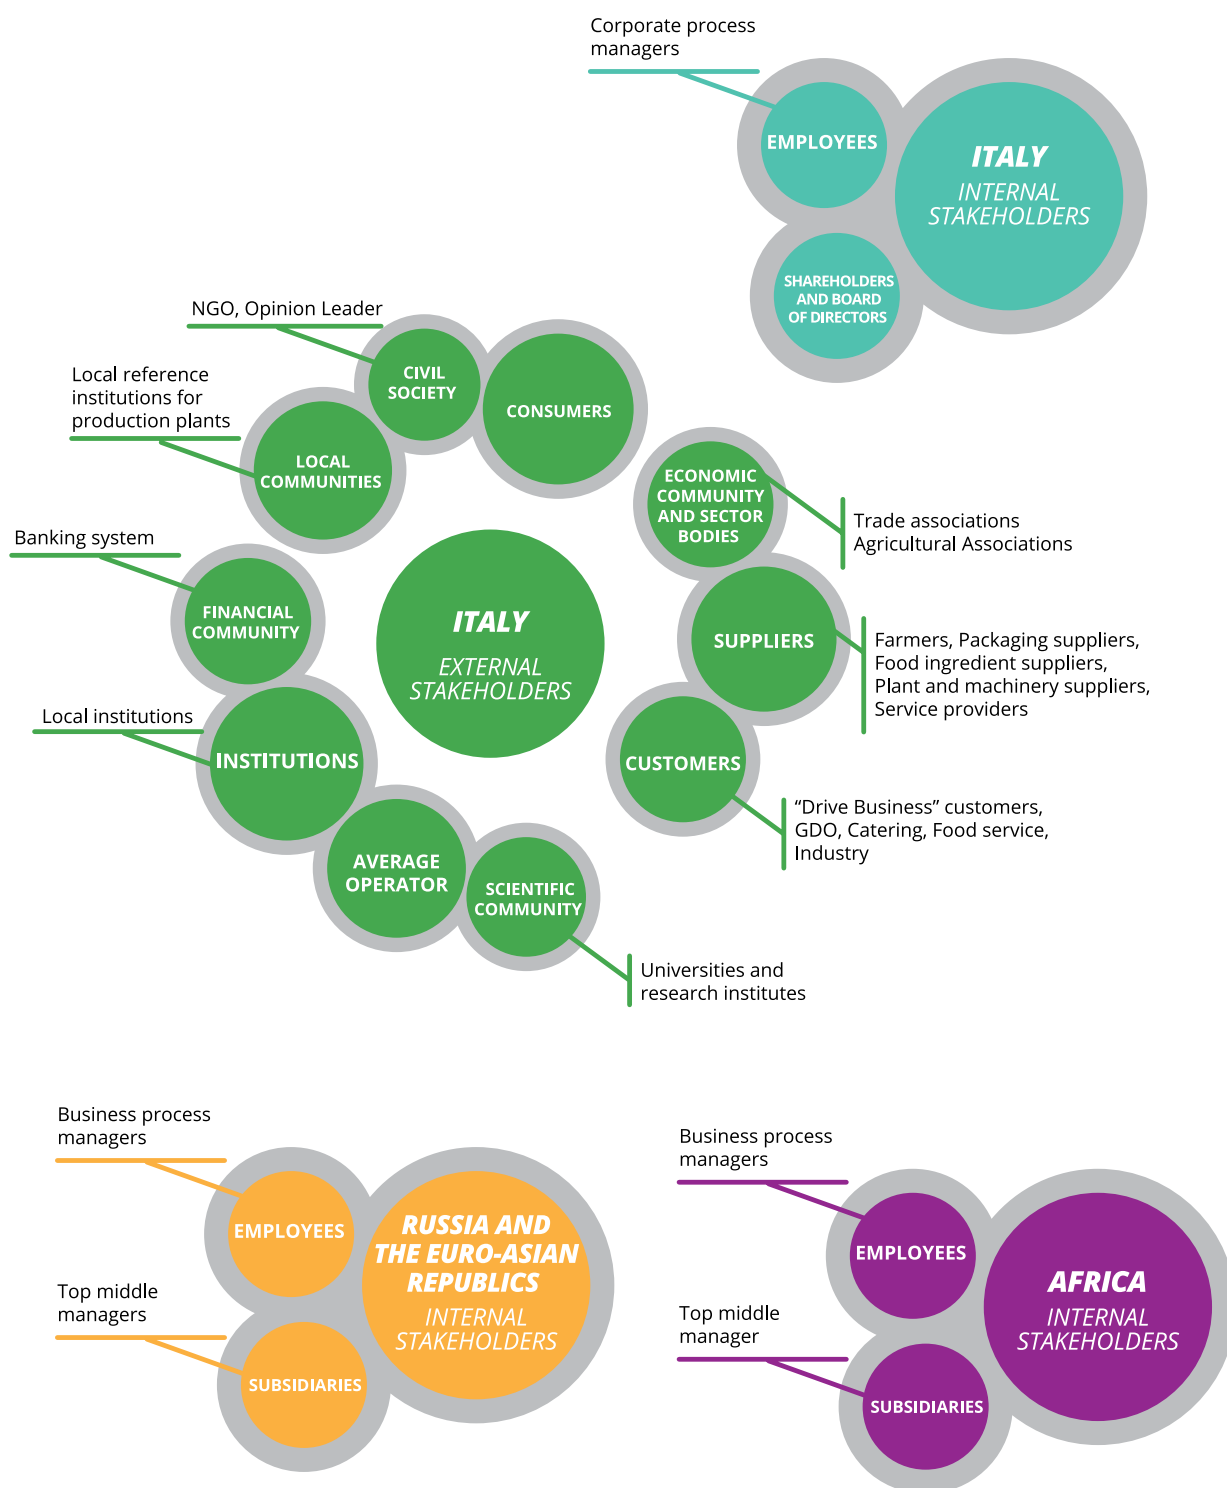 Corporate process
managers
EMPLOYEES
ITALY
INTERNAL
STAKEHOLDERS
SHAREHOLDERS
AND BOARD
OF DIRECTORS
NGO, Opinion Leader
CIVIL
SOCIETY
CONSUMERS
Local reference
institutions for
production plants
LOCAL
COMMUNITIES
ECONOMIC
COMMUNITY
AND SECTOR
BODIES
Trade associations
Agricultural Associations
Banking system
FINANCIAL
COMMUNITY
ITALY
EXTERNAL
STAKEHOLDERS
SUPPLIERS
Farmers, Packaging suppliers,
Food ingredient suppliers,
Plant and machinery suppliers,
Service providers
Local institutions
INSTITUTIONS
CUSTOMERS
“Drive Business” customers,
GDO, Catering, Food service,
Industry
AVERAGE
OPERATOR
SCIENTIFIC
COMMUNITY
Universities and
research institutes
Business process
managers
EMPLOYEES
RUSSIA AND
THE EURO-ASIAN
REPUBLICS
INTERNAL
STAKEHOLDERS
Top middle
managers
SUBSIDIARIES
Business process
managers
EMPLOYEES
AFRICA
INTERNAL
STAKEHOLDERS
Top middle
manager
SUBSIDIARIES